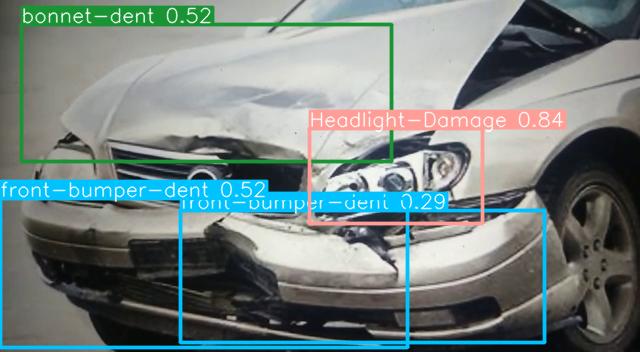 bonnet-dent 0.52
Headlight-Damage 0.84
front-bumper-dent 0.52
front-bumper-dent 0.29